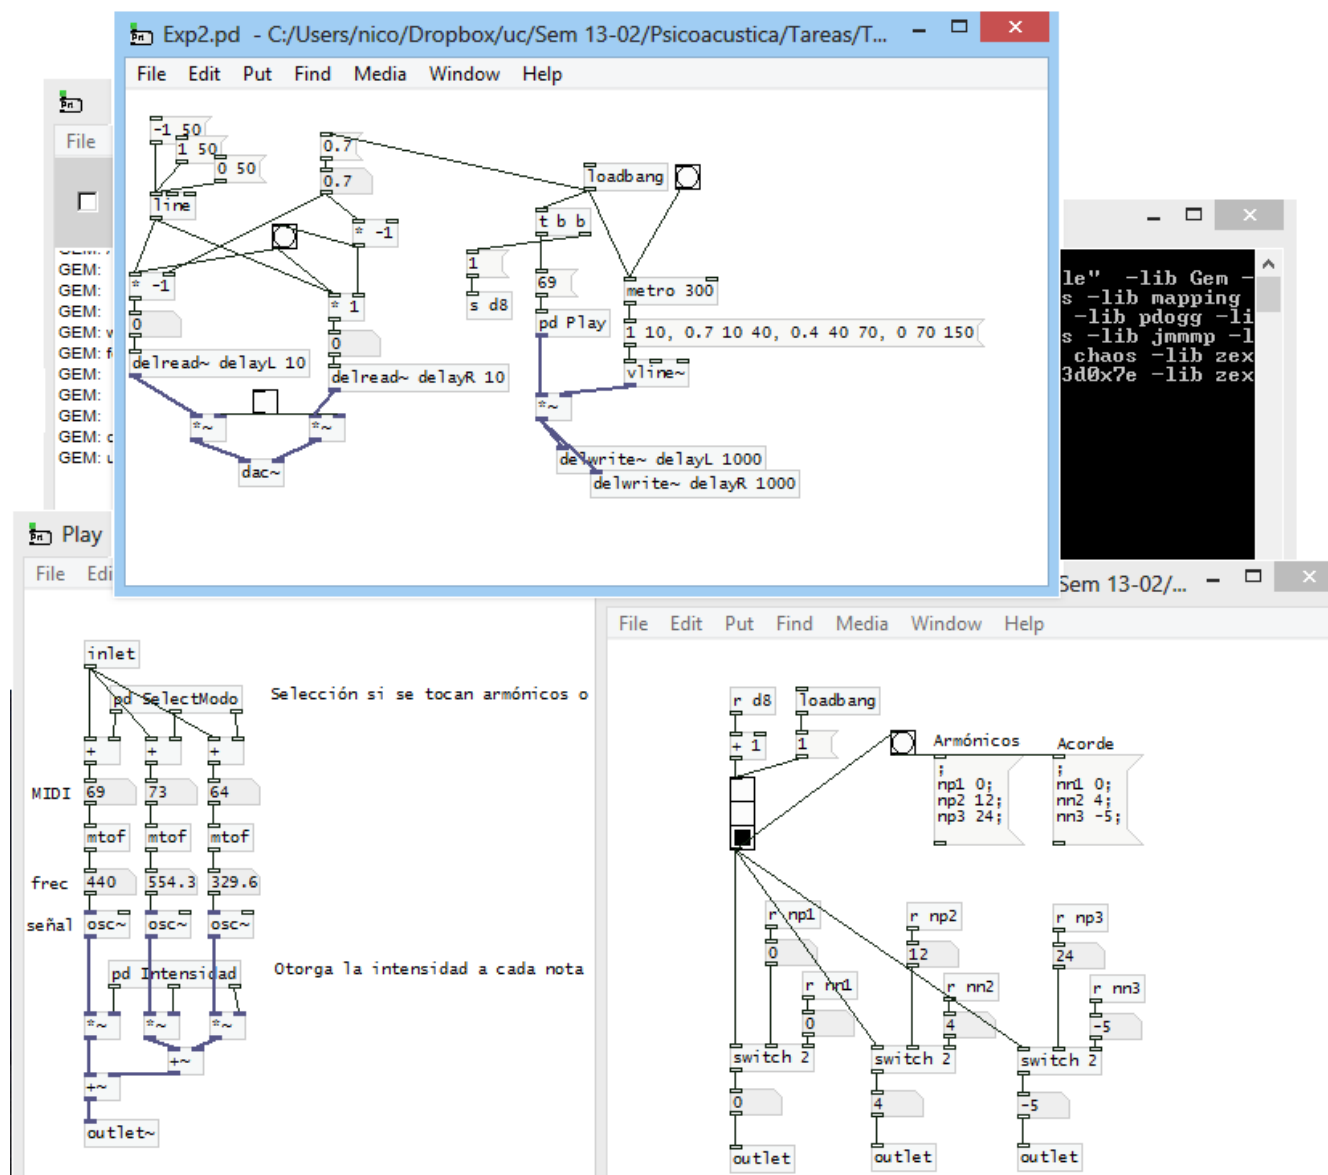 Exp2.pd - C:/Users/nico/Dropbox/uc/Sem 13-02/Psicoacustica/Tareas/T...
File Edit Put Find Media Window Help
-1 50
1 50
0 50
line
0.7
0.7
* -1
loadbang
t b b
1
s d8
69
pd Play
metro 300
1 10, 0.7 10 40, 0.4 40 70, 0 70 150
vline~
* -1
0
delread~ delayL 10
* 1
0
delread~ delayR 10
*~
*~
dac~
*~
delwrite~ delayL 1000
delwrite~ delayR 1000
File
GEM:
GEM:
GEM:
GEM:
GEM:
GEM:
GEM:
GEM:
GEM:
GEM:
le" -lib Gem -
s -lib mapping
-lib pdogg -li
s -lib jmmmp -l
chaos -lib zex
3d0x7e -lib zex
Play
File Edi
inlet
pd SelectModo
Selección si se tocan armónicos o
+ + +
MIDI 69 73 64
mtof mtof mtof
frec 440 554.3 329.6
señal osc~ osc~ osc~
pd Intensidad
Otorga la intensidad a cada nota
*~ *~ *~
+~
+~
outlet~
Sem 13-02/...
File Edit Put Find Media Window Help
r d8
loadbang
+ 1
1
Armónicos
;
np1 0;
np2 12;
np3 24;
Acorde
;
nn1 0;
nn2 4;
nn3 -5;
r np1
0
r nn1
0
r np2
12
r nn2
4
r np3
24
r nn3
-5
switch 2 switch 2 switch 2
0 4 -5
outlet outlet outlet